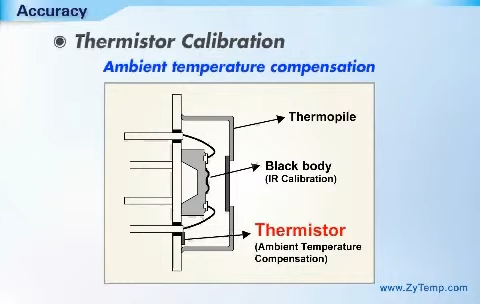 Accuracy
Thermistor Calibration
Ambient temperature compensation
Thermopile
Black body
(IR Calibration)
Thermistor
(Ambient Temperature
Compensation)
www.ZyTemp.com